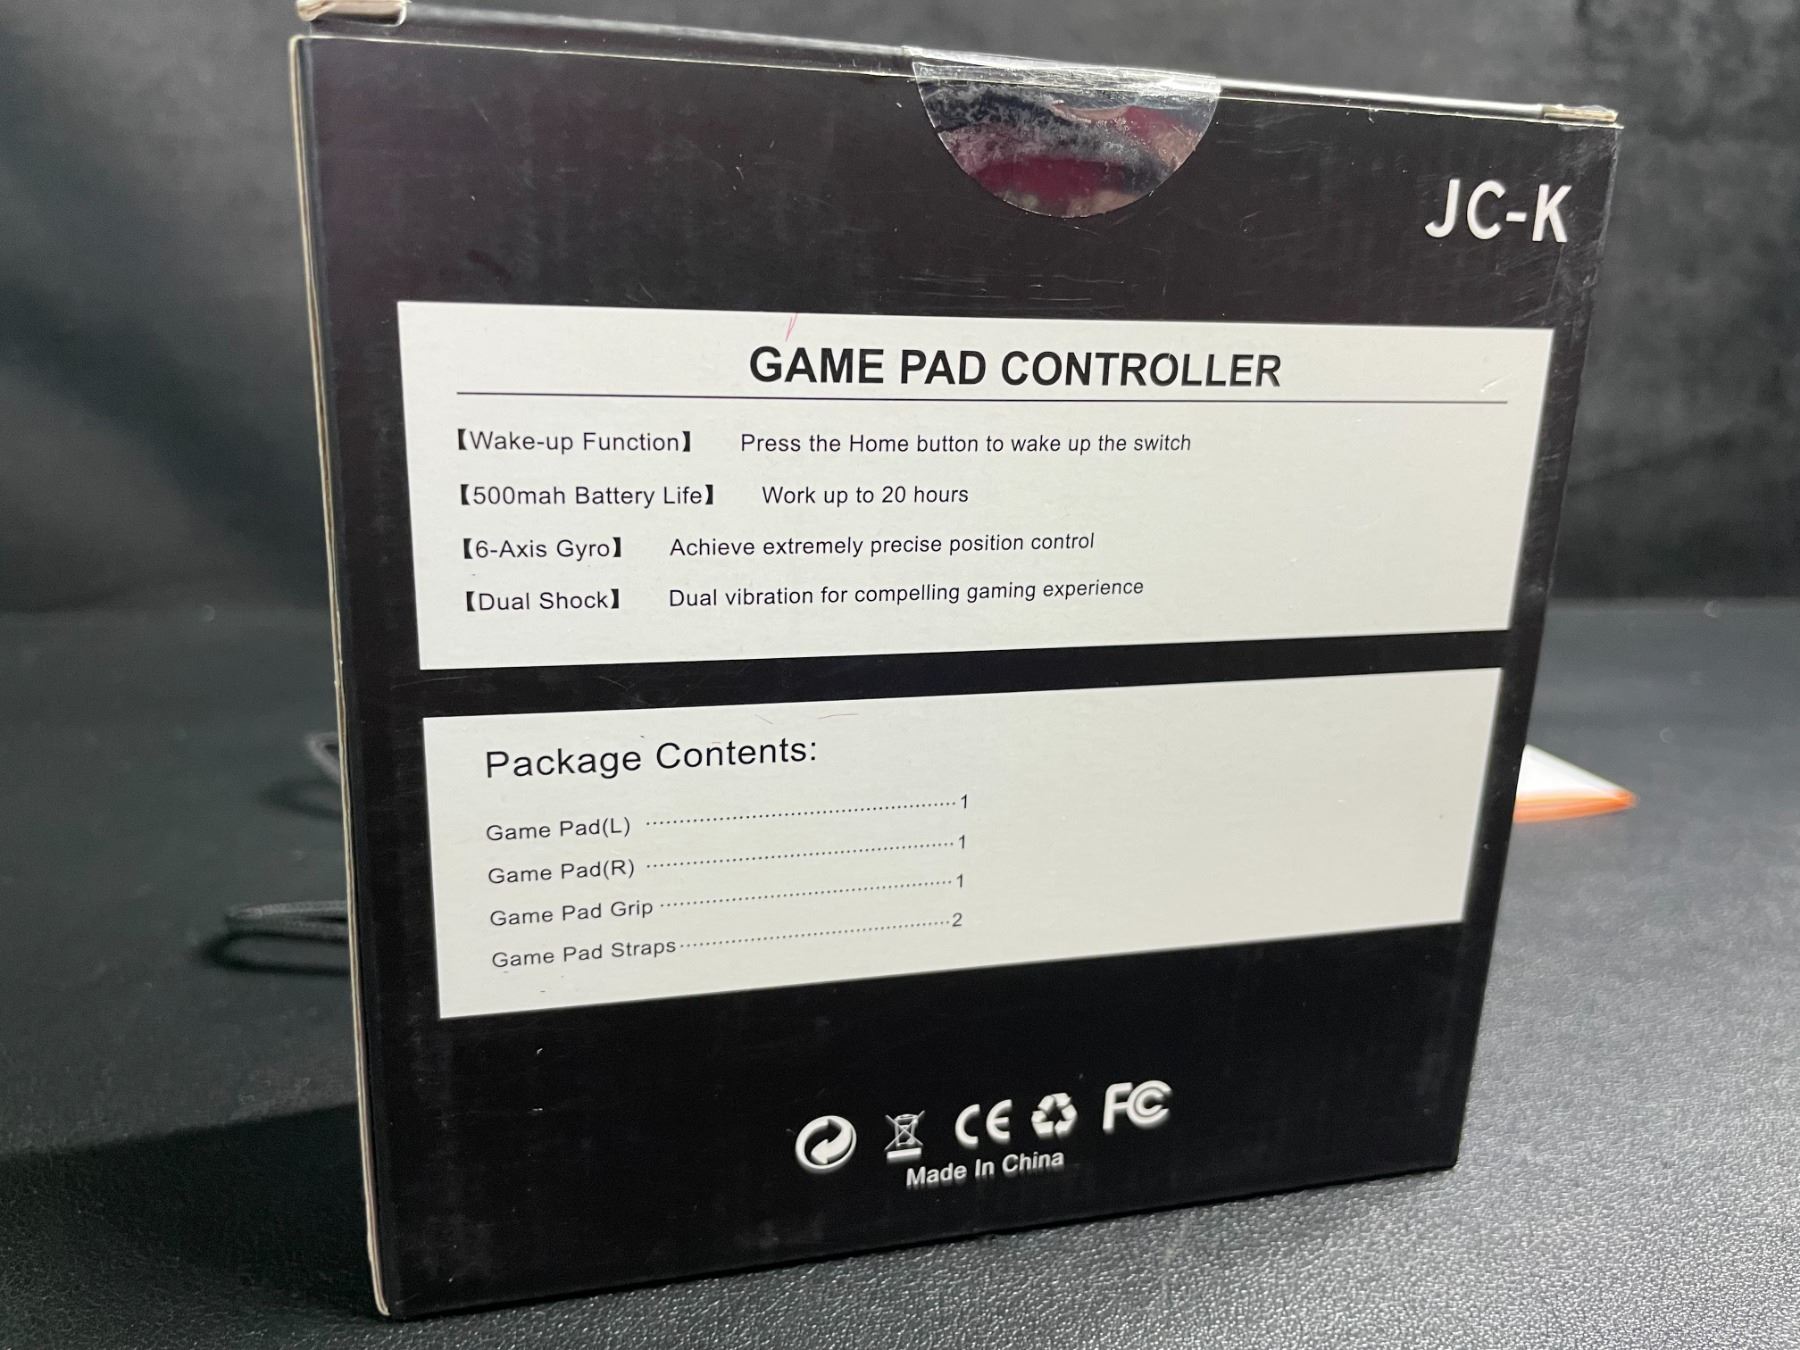 JC-K
GAME PAD CONTROLLER
【Wake-up Function】 Press the Home button to wake up the switch
【500mah Battery Life】 Work up to 20 hours
【6-Axis Gyro】 Achieve extremely precise position control
【Dual Shock】 Dual vibration for compelling gaming experience
Package Contents:
Game Pad(L) 1
Game Pad(R) 1
Game Pad Grip 1
Game Pad Straps 2
CE FC
Made In China